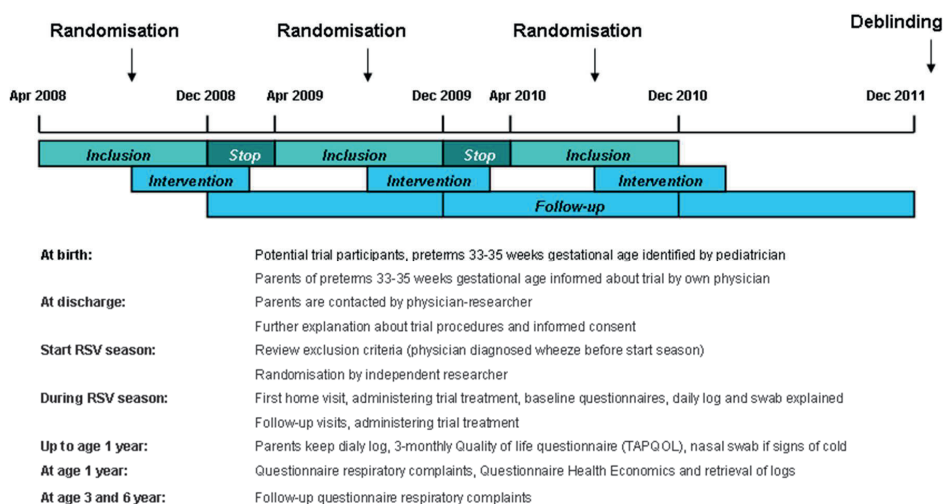 Deblinding
Randomisation Randomisation Randomisation
Apr 2008 Dec 2008 Apr 2009 Dec 2009 Apr 2010 Dec 2010 Dec 2011
Inclusion Stop Inclusion Stop Inclusion
Intervention Intervention Intervention
Follow-up
At birth: Potential trial participants, preterms 33-35 weeks gestational age identified by pediatrician
Parents of preterms 33-35 weeks gestational age informed about trial by own physician
At discharge: Parents are contacted by physician-researcher
Further explanation about trial procedures and informed consent
Start RSV season: Review exclusion criteria (physician diagnosed wheeze before start season)
Randomisation by independent researcher
During RSV season: First home visit, administering trial treatment, baseline questionnaires, daily log and swab explained
Follow-up visits, administering trial treatment
Up to age 1 year: Parents keep dialy log, 3-monthly Quality of life questionnaire (TAPQOL), nasal swab if signs of cold
At age 1 year: Questionnaire respiratory complaints, Questionnaire Health Economics and retrieval of logs
At age 3 and 6 year: Follow-up questionnaire respiratory complaints